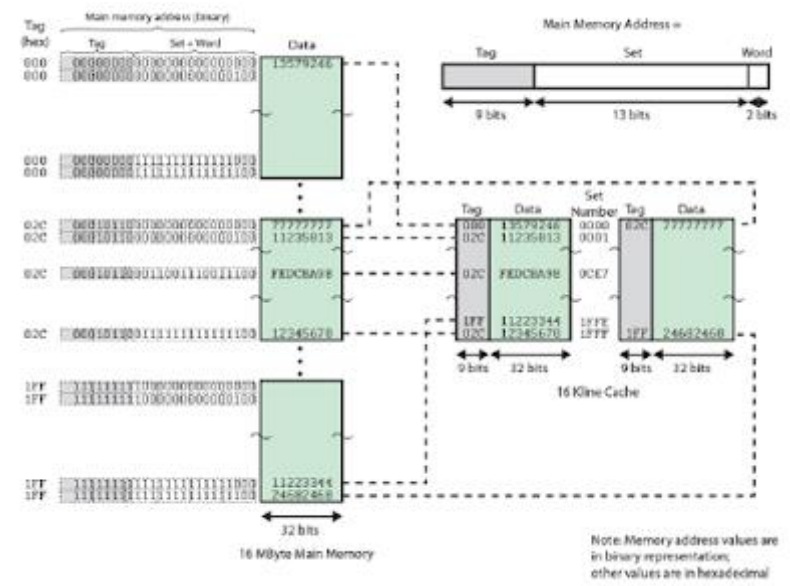 Main memory address (binary)
Tag
(hex)
Tag
Set + Word
Data
000
13579246
000
000
000
02C
77777777
02C
11235813
02C
FEDCBA98
02C
12345678
1FF
1FF
1FF
11223344
1FF
24682468
32 bits
16 MByte Main Memory
Main Memory Address =
Tag
Set
Word
9 bits
13 bits
2 bits
Tag
Data
Set
Number
Tag
Data
000
13579246
0000
02C
77777777
02C
11235813
0001
02C
FEDCBA98
0CE7
1FF
11223344
1FFE
02C
12345678
1FFF
1FF
24682468
9 bits
32 bits
9 bits
32 bits
16 Kline Cache
Note: Memory address values are
in binary representation;
other values are in hexadecimal